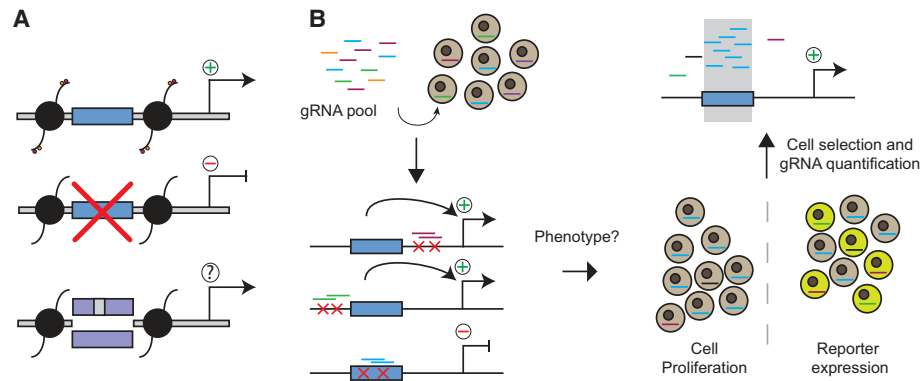 A
B
+
−
?
gRNA pool
+
+
−
Phenotype?
+
Cell selection and
gRNA quantification
Cell
Proliferation
Reporter
expression